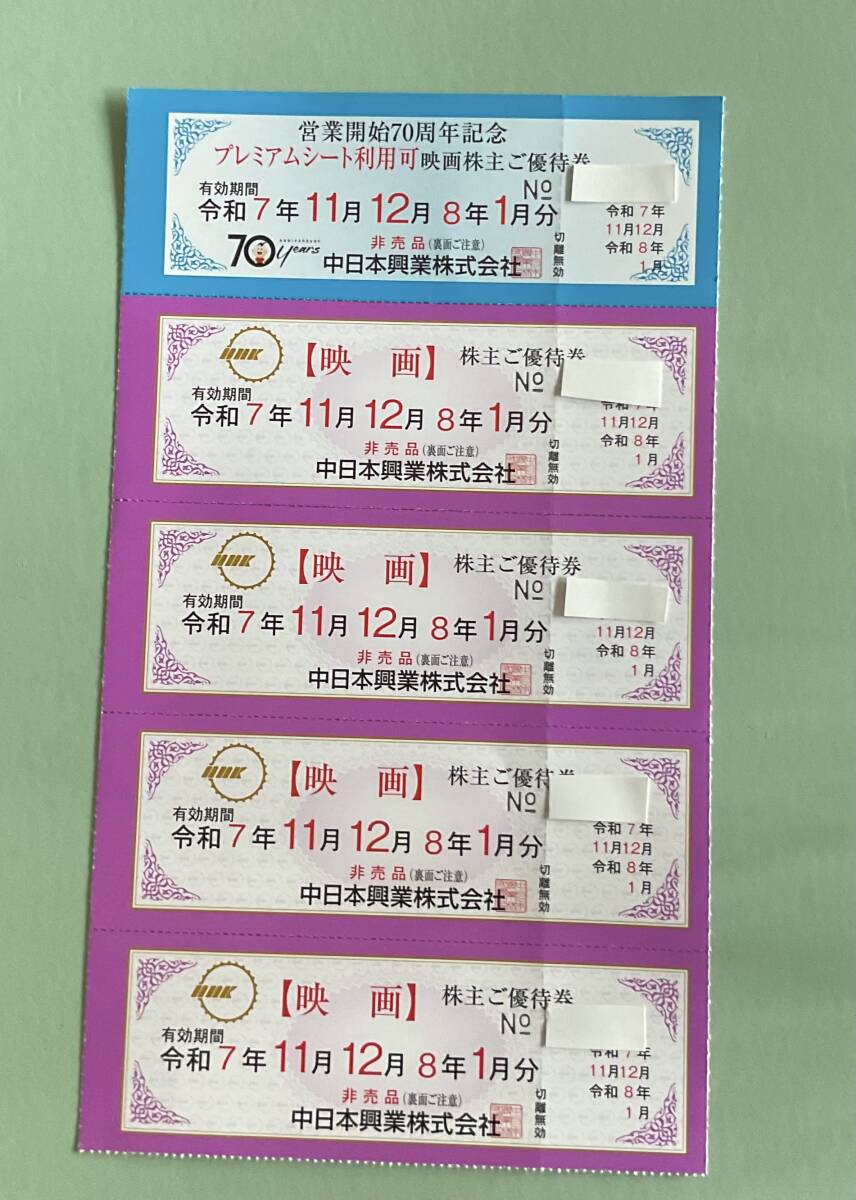 営業開始70周年記念
プレミアムシート利用可映画株主ご優待券
No
有効期間
令和7年11月12月8年1月分
70 ANNIVERSARY years
非売品(裏面ご注意)
中日本興業株式会社
切離無効
令和7年
11月12月
令和8年
1月
【映 画】 株主ご優待券
No
有効期間
令和7年11月12月8年1月分
非売品(裏面ご注意)
中日本興業株式会社
切離無効
令和7年
11月12月
令和8年
1月
【映 画】 株主ご優待券
No
有効期間
令和7年11月12月8年1月分
非売品(裏面ご注意)
中日本興業株式会社
切離無効
11月12月
令和8年
1月
【映 画】 株主ご優待券
No
有効期間
令和7年11月12月8年1月分
非売品(裏面ご注意)
中日本興業株式会社
切離無効
令和7年
11月12月
令和8年
1月
【映 画】 株主ご優待券
No
有効期間
令和7年11月12月8年1月分
非売品(裏面ご注意)
中日本興業株式会社
切離無効
令和7年
11月12月
令和8年
1月